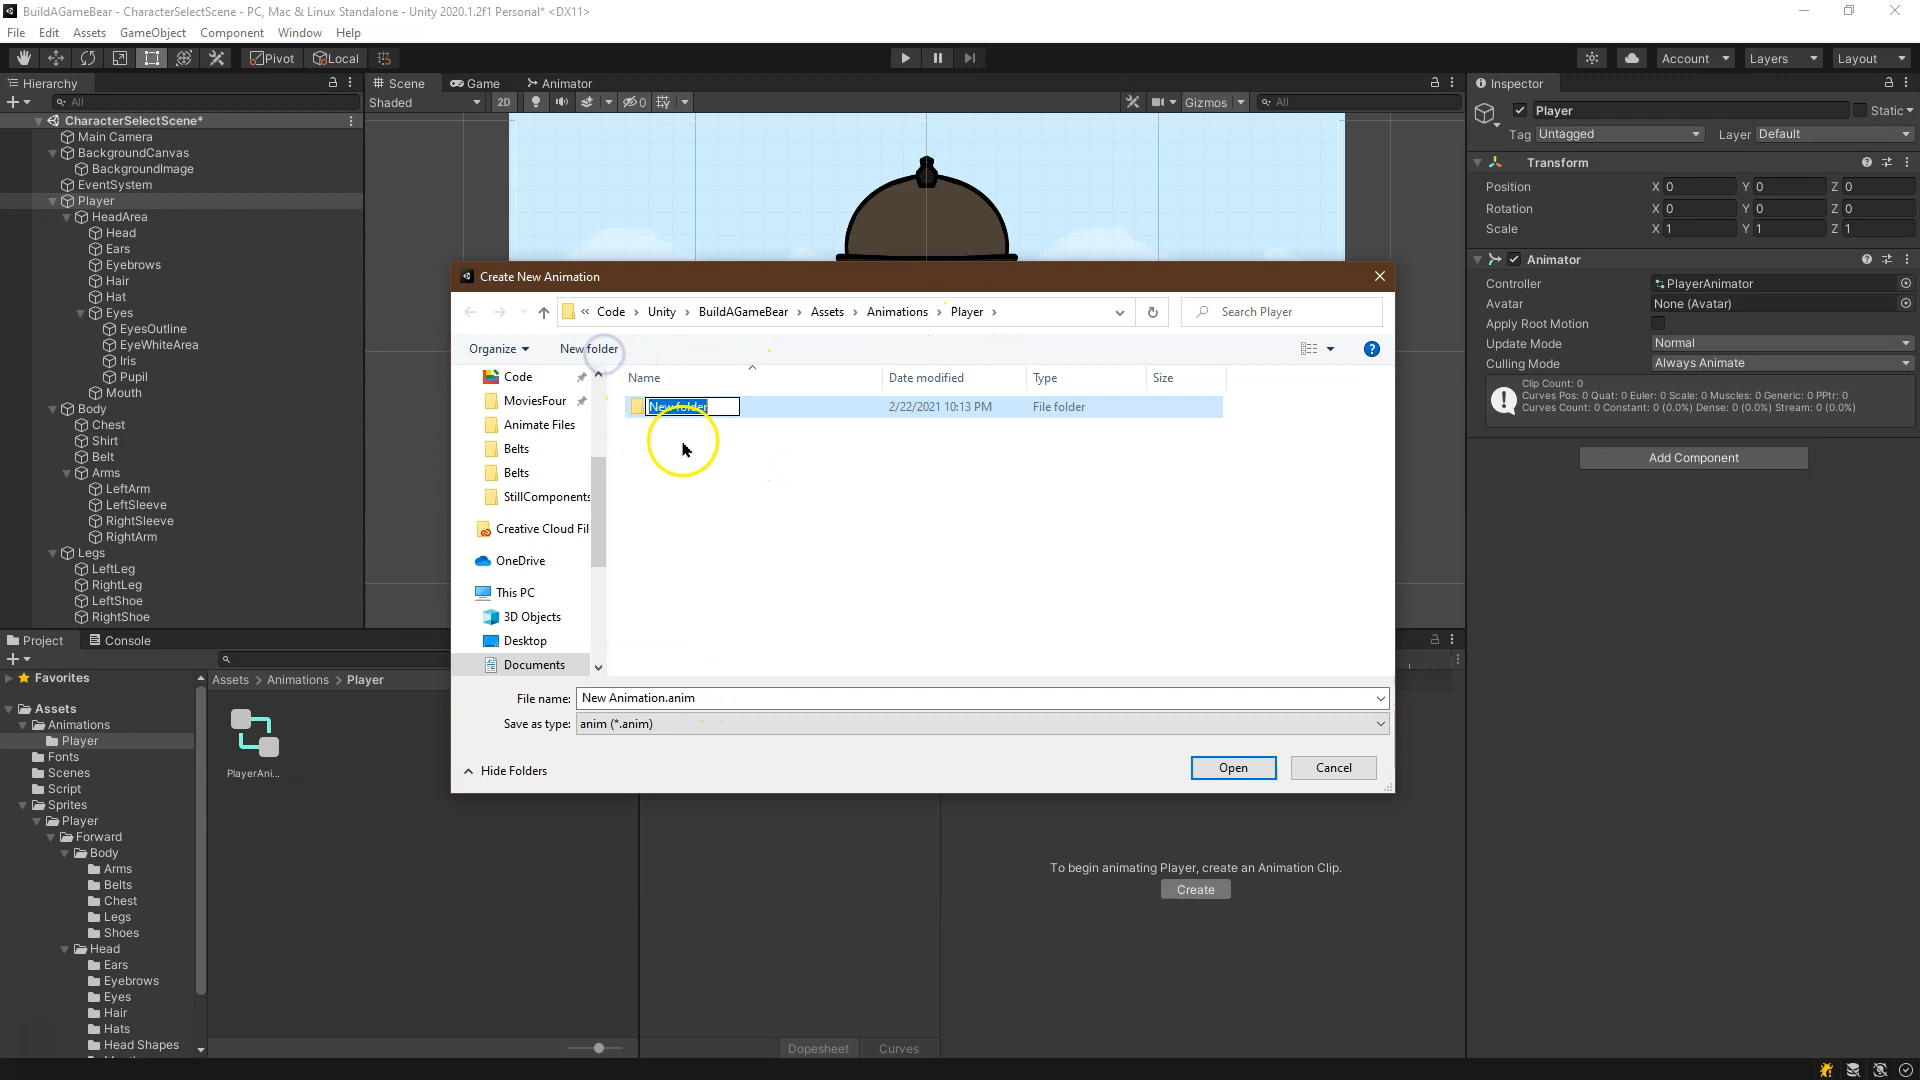 BuildAGameBear - CharacterSelectScene - PC, Mac & Linux Standalone - Unity 2020.1.2f1 Personal* <DX11>
File Edit Assets GameObject Component Window Help
Pivot Local Account Layers Layout
Hierarchy
All
CharacterSelectScene*
Main Camera
BackgroundCanvas
BackgroundImage
EventSystem
Player
HeadArea
Head
Ears
Eyebrows
Hair
Hat
Eyes
EyesOutline
EyeWhiteArea
Iris
Pupil
Mouth
Body
Chest
Shirt
Belt
Arms
LeftArm
LeftSleeve
RightSleeve
RightArm
Legs
LeftLeg
RightLeg
LeftShoe
RightShoe
Scene Game Animator
Shaded 2D 0 Gizmos All
Create New Animation
« Code › Unity › BuildAGameBear › Assets › Animations › Player ›
Search Player
Organize New folder
Name Date modified Type Size
New folder 2/22/2021 10:13 PM File folder
Code
MoviesFour
Animate Files
Belts
Belts
StillComponents
Creative Cloud Fil
OneDrive
This PC
3D Objects
Desktop
Documents
File name: New Animation.anim
Save as type: anim (*.anim)
Hide Folders
Open Cancel
Inspector
Player Static
Tag Untagged Layer Default
Transform
Position X 0 Y 0 Z 0
Rotation X 0 Y 0 Z 0
Scale X 1 Y 1 Z 1
Animator
Controller PlayerAnimator
Avatar None (Avatar)
Apply Root Motion
Update Mode Normal
Culling Mode Always Animate
Clip Count: 0
Curves Pos: 0 Quat: 0 Euler: 0 Scale: 0 Muscles: 0 Generic: 0 PPtr: 0
Curves Count: 0 Constant: 0 (0.0%) Dense: 0 (0.0%) Stream: 0 (0.0%)
Add Component
Project Console
Favorites
Assets
Animations
Player
Fonts
Scenes
Script
Sprites
Player
Forward
Body
Arms
Belts
Chest
Legs
Shoes
Head
Ears
Eyebrows
Eyes
Hair
Hats
Head Shapes
Assets > Animations > Player
PlayerAni...
To begin animating Player, create an Animation Clip.
Create
Dopesheet Curves